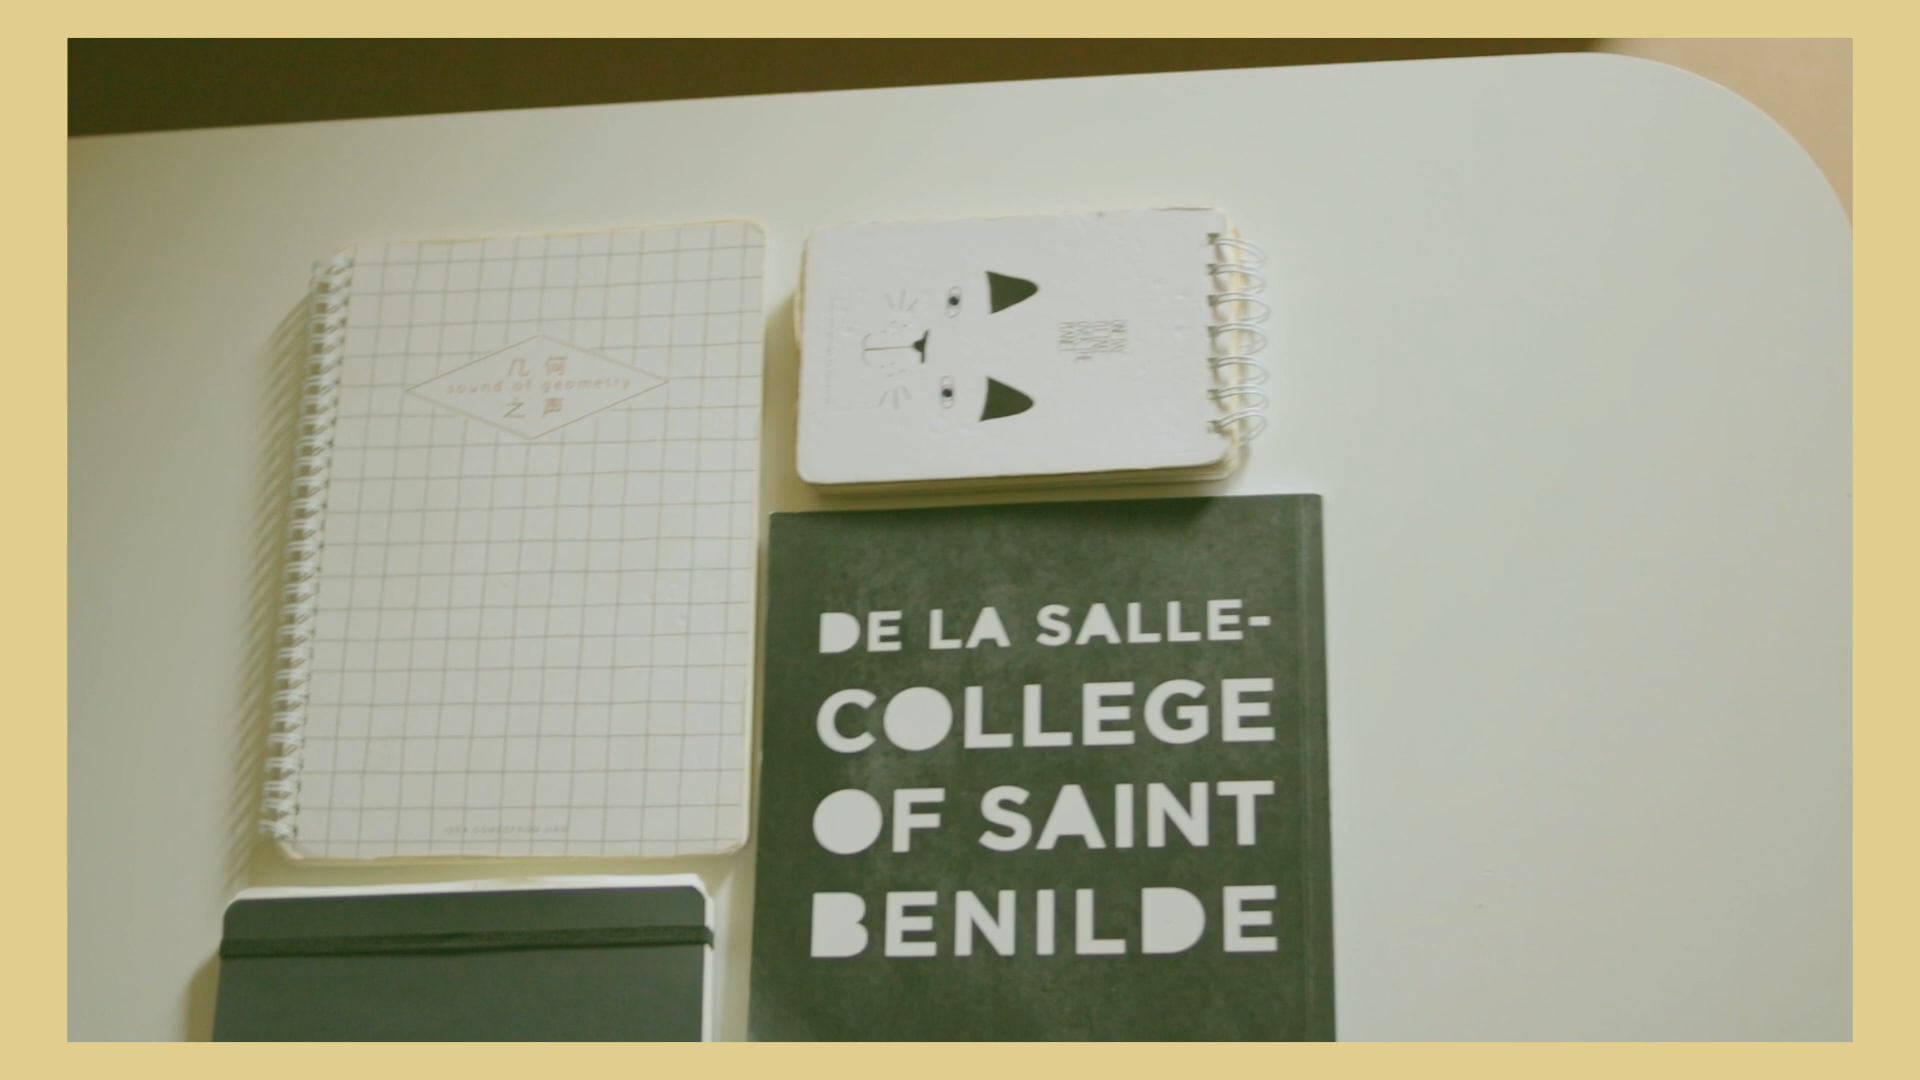 几何
sound of geometry
之声
DE LA SALLE-
COLLEGE
OF SAINT
BENILDE